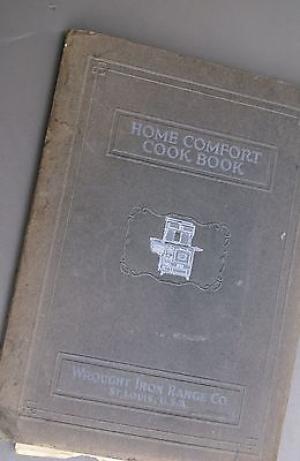 HOME COMFORT
COOK BOOK
WROUGHT IRON RANGE CO.
ST. LOUIS, U.S.A.